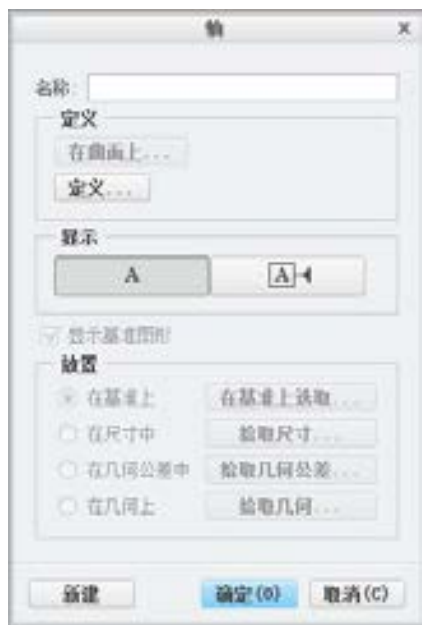 轴
名称:
定义
在曲面上...
定义...
显示
A
A
显示基准图形
放置
在基准上 在基准上选取...
在尺寸中 拾取尺寸...
在几何公差中 拾取几何公差...
在几何上 拾取几何...
新建 确定(O) 取消(C)